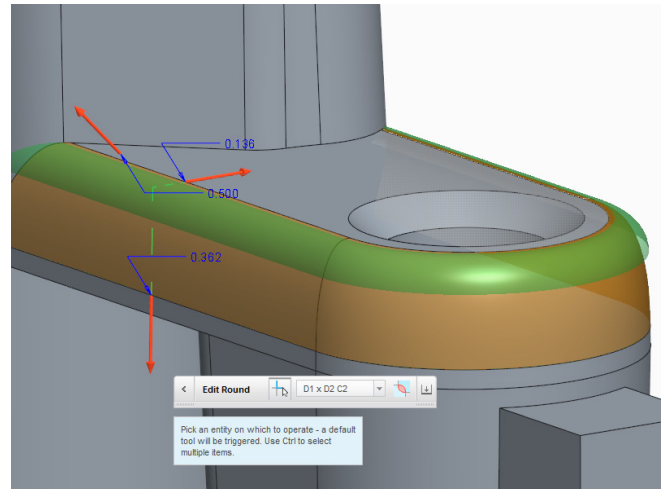 0.136
0.500
0.362
Edit Round
D1 x D2 C2
Pick an entity on which to operate - a default
tool will be triggered. Use Ctrl to select
multiple items.